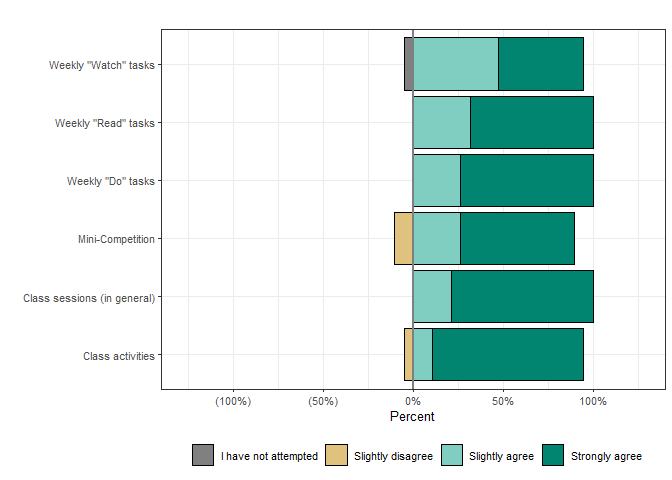 Weekly "Watch" tasks
Weekly "Read" tasks
Weekly "Do" tasks
Mini-Competition
Class sessions (in general)
Class activities
(100%) (50%) 0% 50% 100%
Percent
I have not attempted Slightly disagree Slightly agree Strongly agree